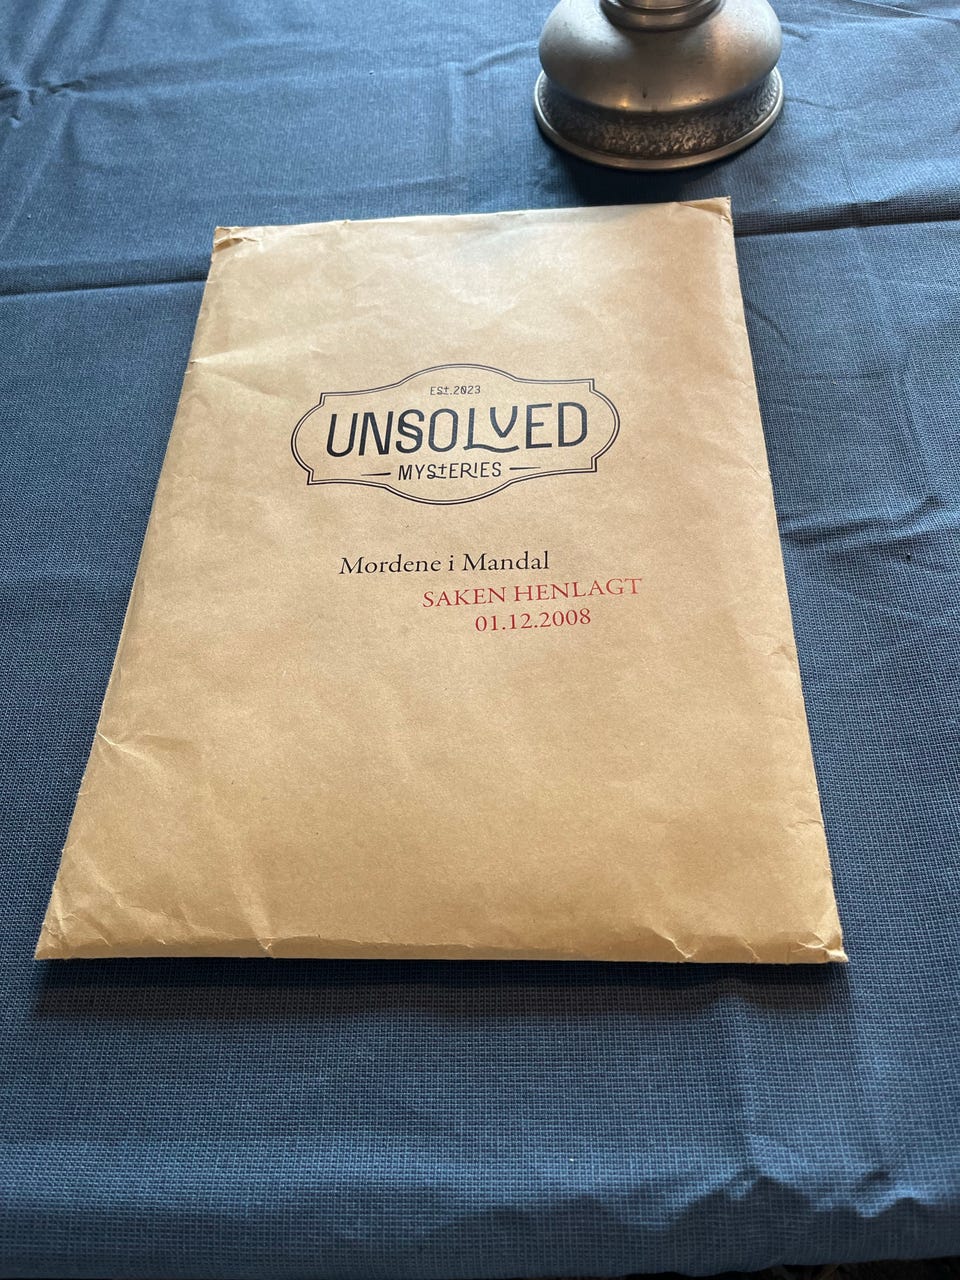 EST.2023
UNSOLVED
MYSTERIES
Mordene i Mandal
SAKEN HENLAGT
01.12.2008